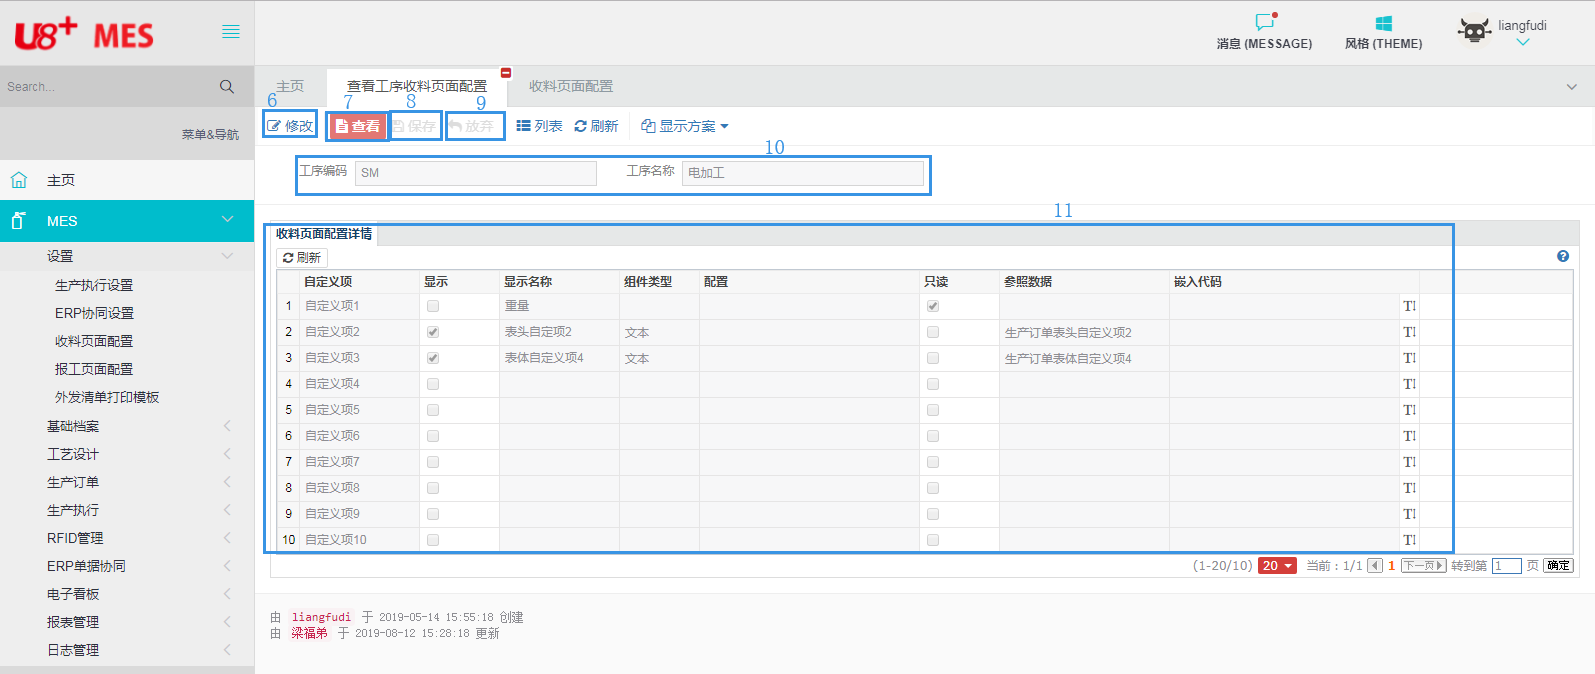 U8+ MES
消息 (MESSAGE)
风格 (THEME)
liangfudi
Search...
主页 查看工序收料页面配置 收料页面配置
6 7 8 9
修改 查看 保存 放弃 列表 刷新 显示方案
菜单&导航
10
工序编码 SM 工序名称 电加工
主页
MES
设置
生产执行设置
ERP协同设置
收料页面配置
报工页面配置
外发清单打印模板
基础档案
工艺设计
生产订单
生产执行
RFID管理
ERP单据协同
电子看板
报表管理
日志管理
11
收料页面配置详情
刷新
自定义项 显示 显示名称 组件类型 配置 只读 参照数据 嵌入代码
1 自定义项1 重量 TI
2 自定义项2 表头自定项2 文本 生产订单表头自定义项2 TI
3 自定义项3 表体自定义项4 文本 生产订单表体自定义项4 TI
4 自定义项4 TI
5 自定义项5 TI
6 自定义项6 TI
7 自定义项7 TI
8 自定义项8 TI
9 自定义项9 TI
10 自定义项10 TI
(1-20/10) 20 当前：1/1 1 下一页 转到第 1 页 确定
由 liangfudi 于 2019-05-14 15:55:18 创建
由 梁福弟 于 2019-08-12 15:28:18 更新